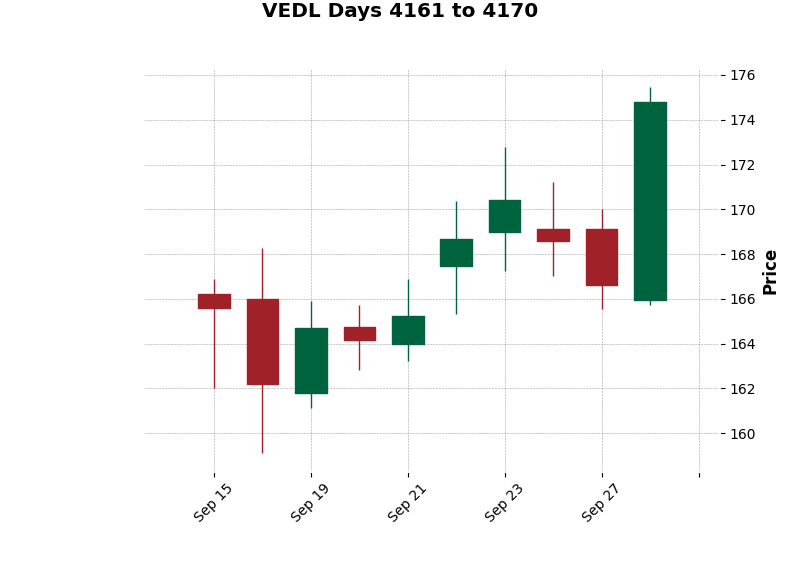 VEDL Days 4161 to 4170
176
174
172
170
168
166
164
162
160
Price
Sep 15
Sep 19
Sep 21
Sep 23
Sep 27